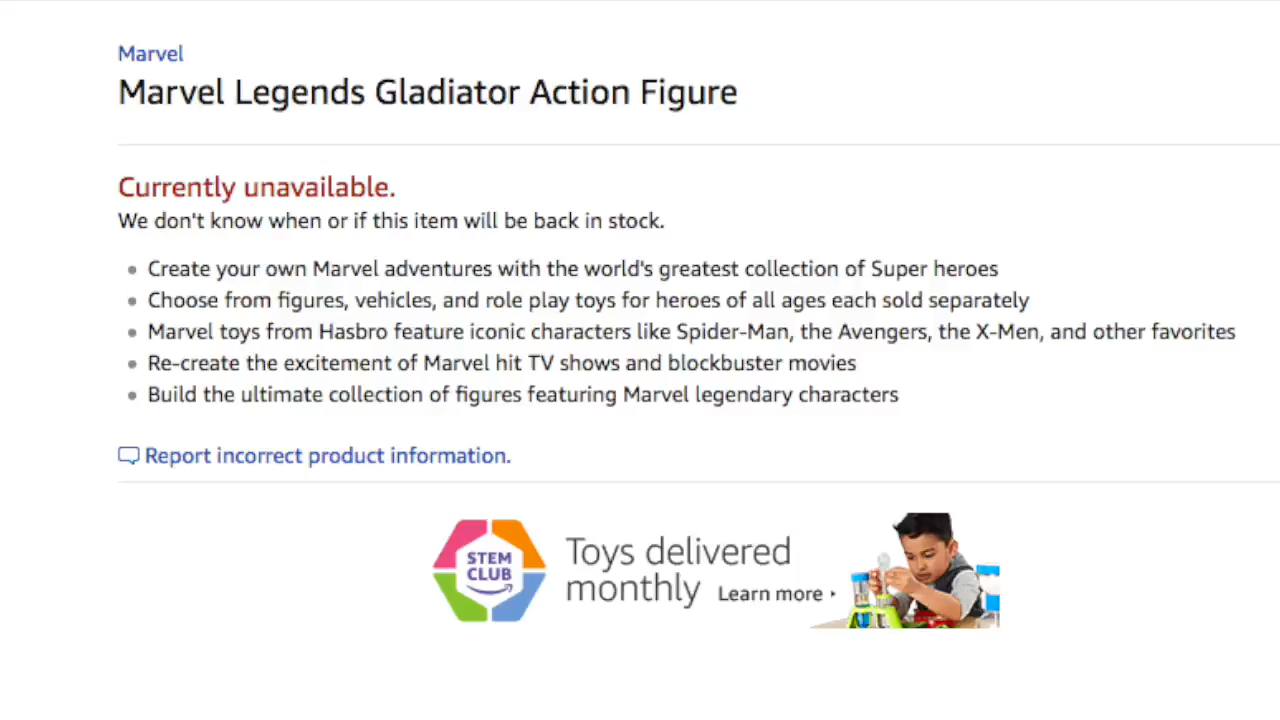 Marvel
Marvel Legends Gladiator Action Figure
Currently unavailable.
We don't know when or if this item will be back in stock.
Create your own Marvel adventures with the world's greatest collection of Super heroes
Choose from figures, vehicles, and role play toys for heroes of all ages each sold separately
Marvel toys from Hasbro feature iconic characters like Spider-Man, the Avengers, the X-Men, and other favorites
Re-create the excitement of Marvel hit TV shows and blockbuster movies
Build the ultimate collection of figures featuring Marvel legendary characters
Report incorrect product information.
STEM
CLUB
Toys delivered
monthly Learn more